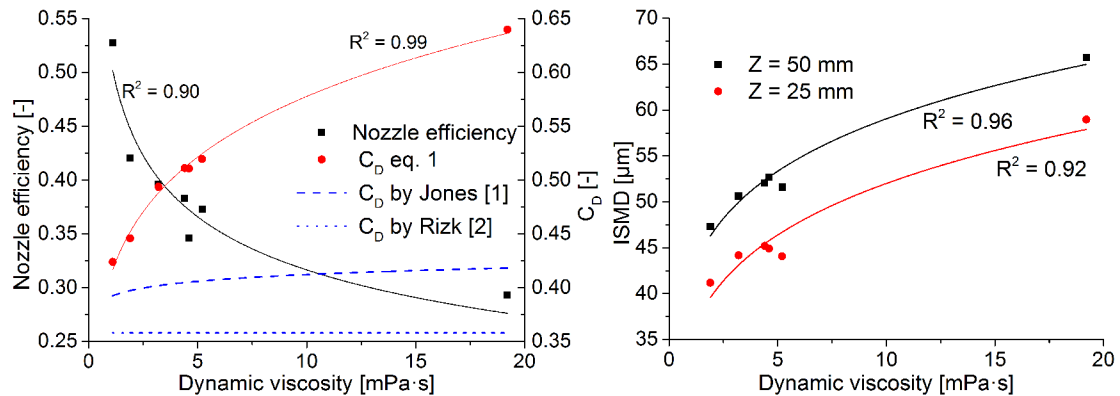 0.55
0.50
0.45
0.40
0.35
0.30
0.25
Nozzle efficiency [-]
0 5 10 15 20
Dynamic viscosity [mPa·s]
0.65
0.60
0.55
0.50
0.45
0.40
0.35
C_D [-]
R² = 0.99
R² = 0.90
Nozzle efficiency
C_D eq. 1
C_D by Jones [1]
C_D by Rizk [2]
70
65
60
55
50
45
40
35
ISMD [µm]
0 5 10 15 20
Dynamic viscosity [mPa·s]
Z = 50 mm
Z = 25 mm
R² = 0.96
R² = 0.92